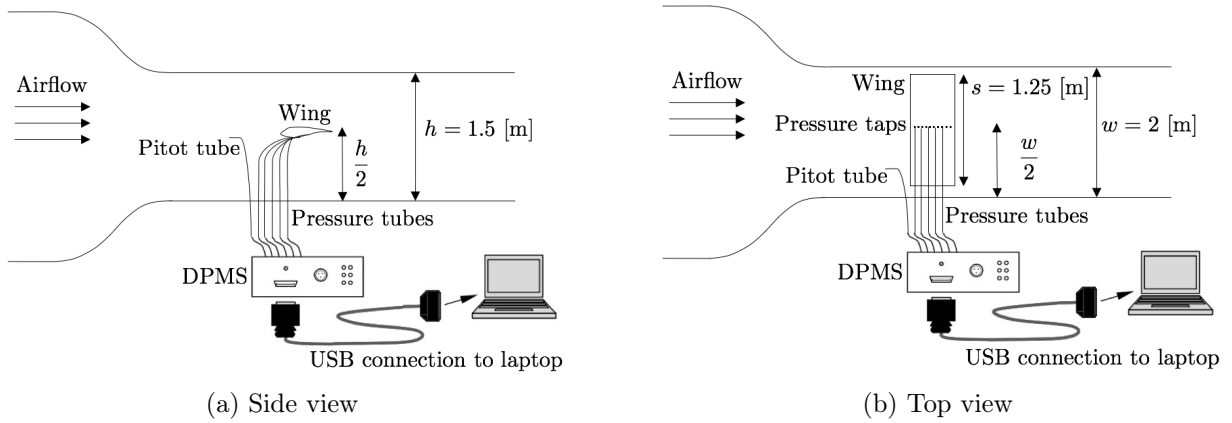 Airflow
Wing
h = 1.5 [m]
Pitot tube
h
2
Pressure tubes
DPMS
USB connection to laptop
(a) Side view
Airflow
Wing
s = 1.25 [m]
Pressure taps
w = 2 [m]
w
2
Pitot tube
Pressure tubes
DPMS
USB connection to laptop
(b) Top view